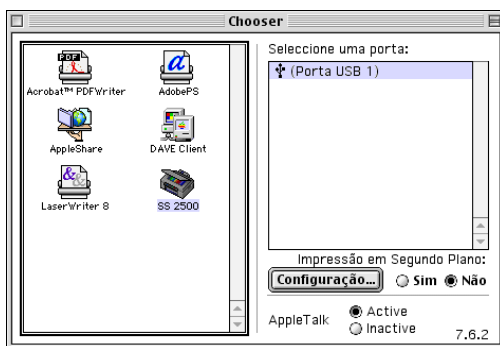 Chooser
Acrobat™ PDFWriter
AdobePS
AppleShare
DAVE Client
LaserWriter 8
SS 2500
Seleccione uma porta:
(Porta USB 1)
Impressão em Segundo Plano:
Configuração...
Sim
Não
AppleTalk
Active
Inactive
7.6.2